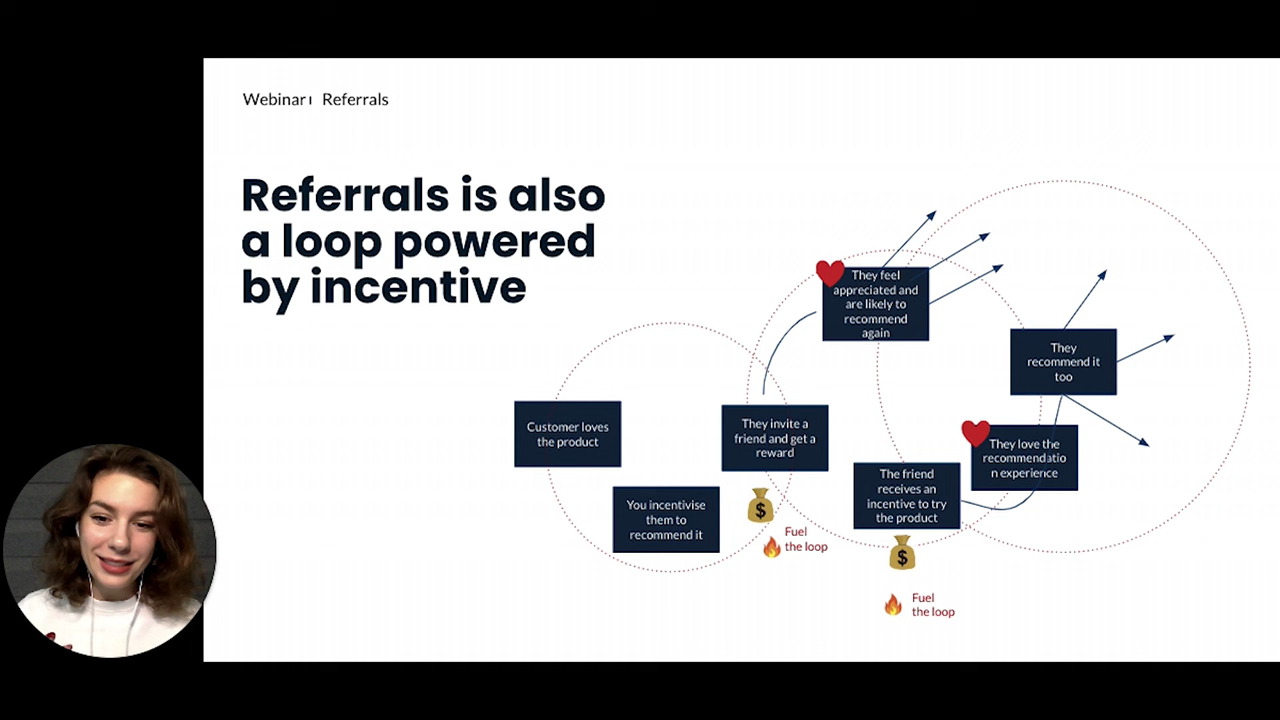 Webinar Referrals
Referrals is also
a loop powered
by incentive
They feel
appreciated and
are likely to
recommend
again
They
recommend it
too
Customer loves
the product
They invite a
friend and get a
reward
They love the
recommendatio
n experience
The friend
receives an
incentive to try
the product
You incentivise
them to
recommend it
Fuel
the loop
Fuel
the loop